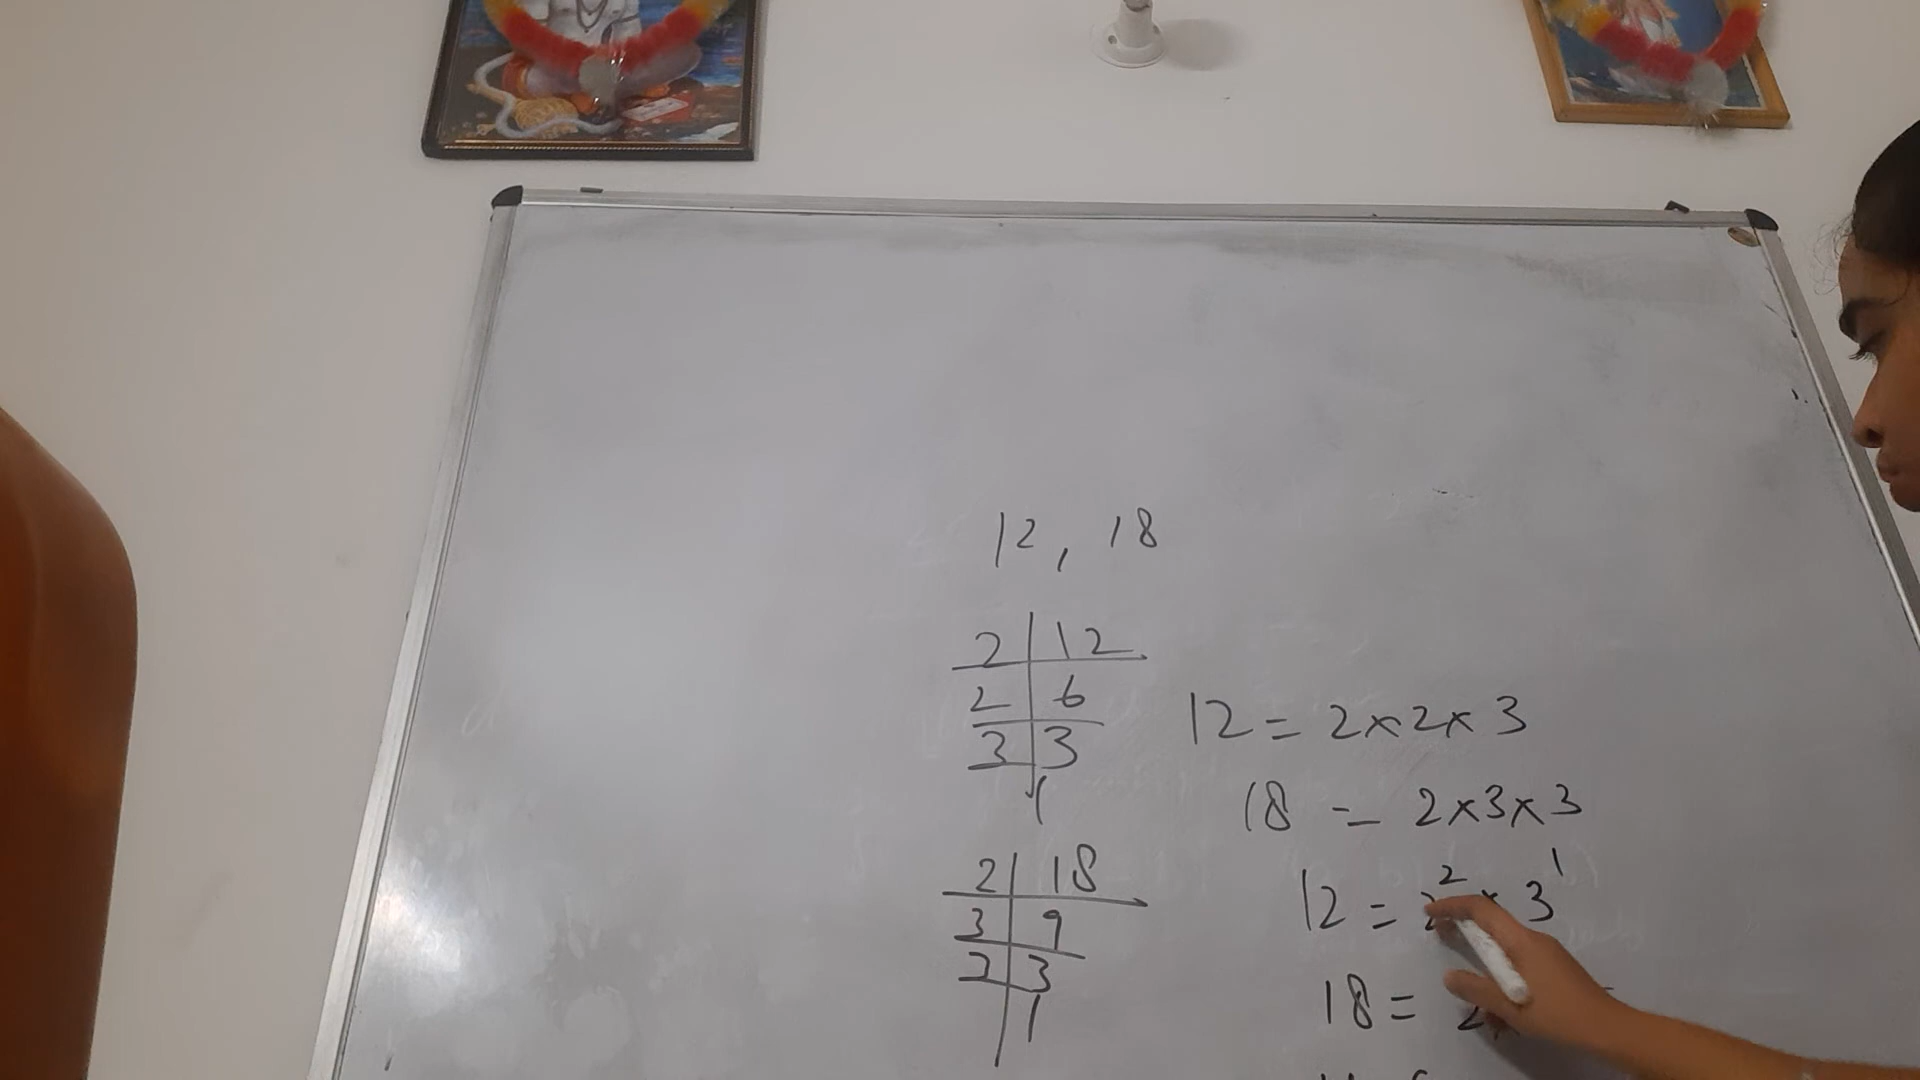 12, 18
2 | 12
2 | 6
3 | 3
1
12 = 2x2x3
18 = 2x3x3
2 | 18
3 | 9
3 | 3
1
12 = 2² x 3¹
18 = 2